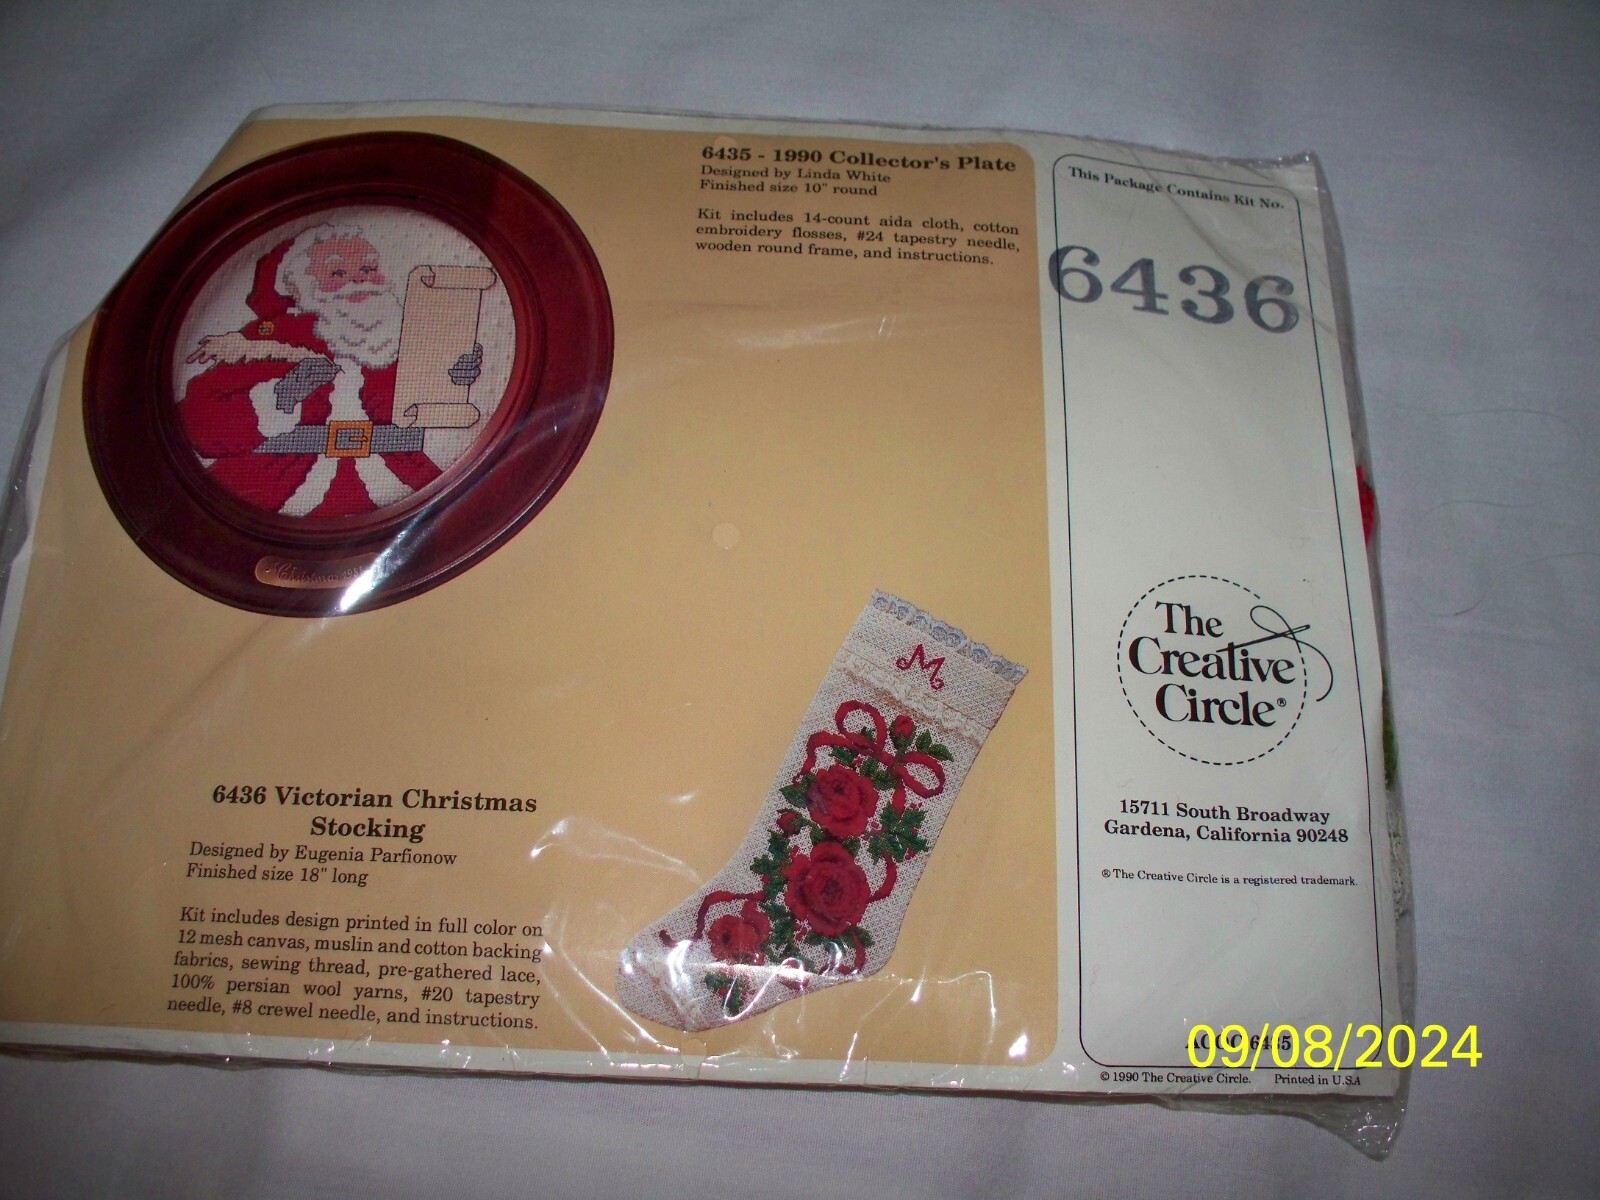 6435 - 1990 Collector's Plate
Designed by Linda White
Finished size 10" round
Kit includes 14-count aida cloth, cotton
embroidery flosses, #24 tapestry needle,
wooden round frame, and instructions.
This Package Contains Kit No.
6436
Christmas
M
6436 Victorian Christmas
Stocking
Designed by Eugenia Parfionow
Finished size 18" long
Kit includes design printed in full color on
12 mesh canvas, muslin and cotton backing
fabrics, sewing thread, pre-gathered lace,
100% persian wool yarns, #20 tapestry
needle, #8 crewel needle, and instructions.
The
Creative
Circle®
15711 South Broadway
Gardena, California 90248
® The Creative Circle is a registered trademark.
09/08/2024
© 1990 The Creative Circle. Printed in U.S.A